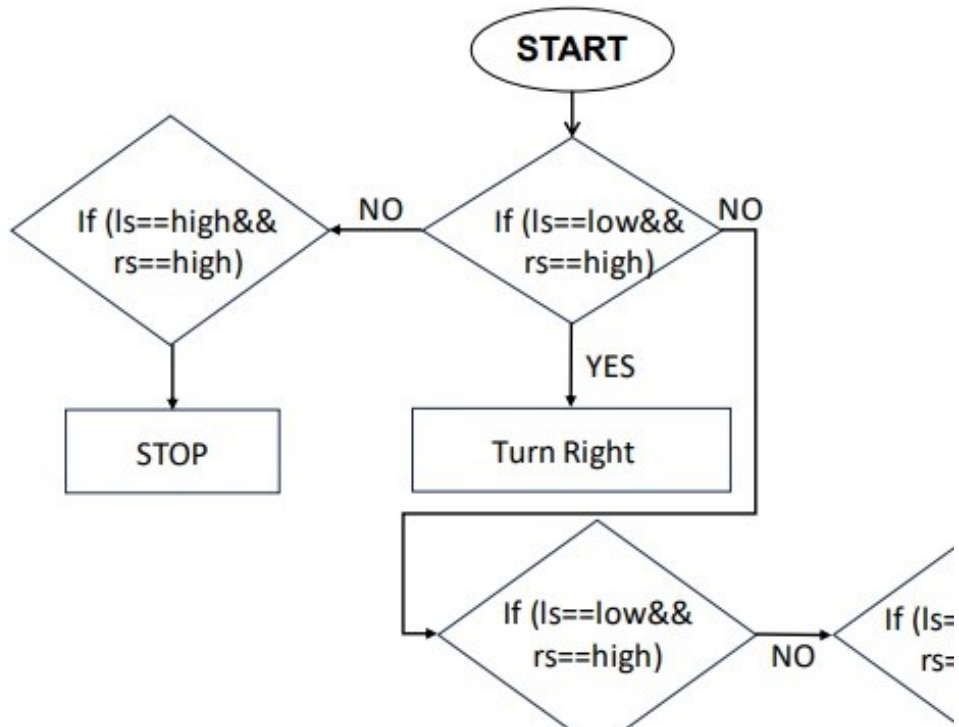 START
NO
NO
If (ls==high&&
rs==high)
If (ls==low&&
rs==high)
YES
STOP
Turn Right
If (ls==low&&
rs==high)
NO
If (ls=
rs=